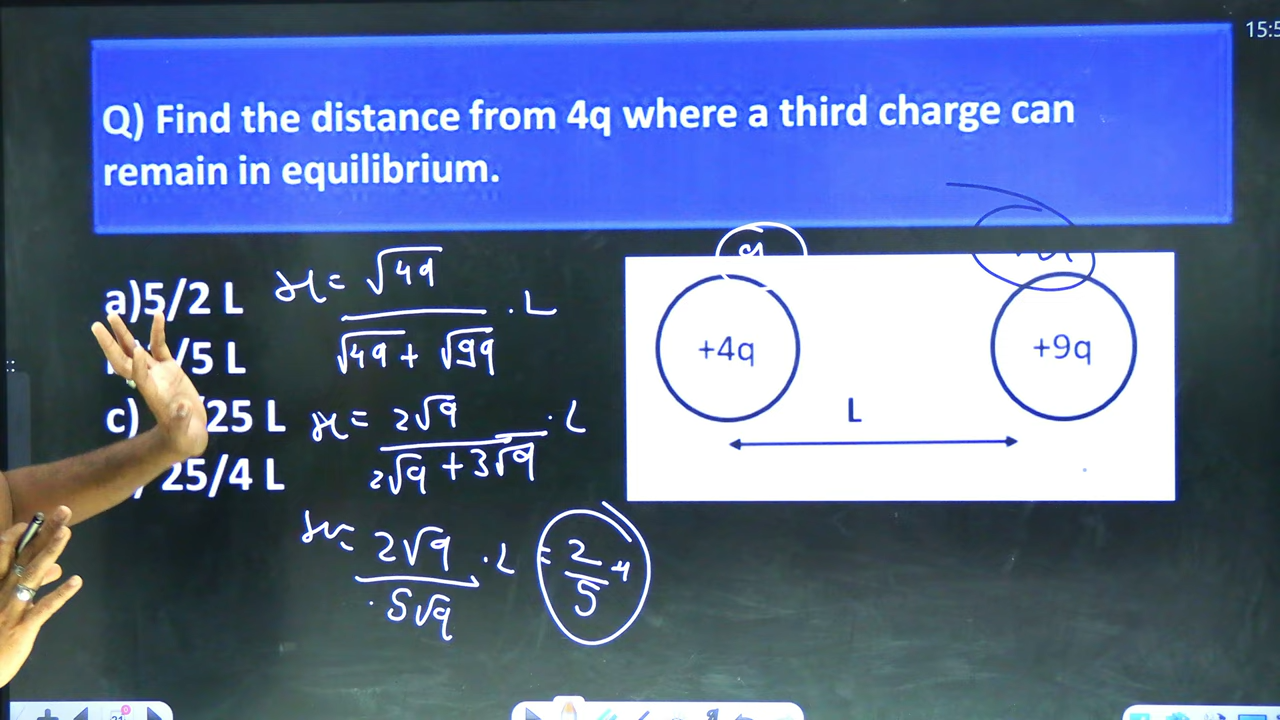 15:5
Q) Find the distance from 4q where a third charge can
remain in equilibrium.
a)5/2 L
/5 L
c) /25 L
25/4 L
x = √4q / √4q + √9q . L
x = 2√q / 2√q + 3√q . L
x = 2√q / 5√q . L = 2/5
+4q
+9q
L